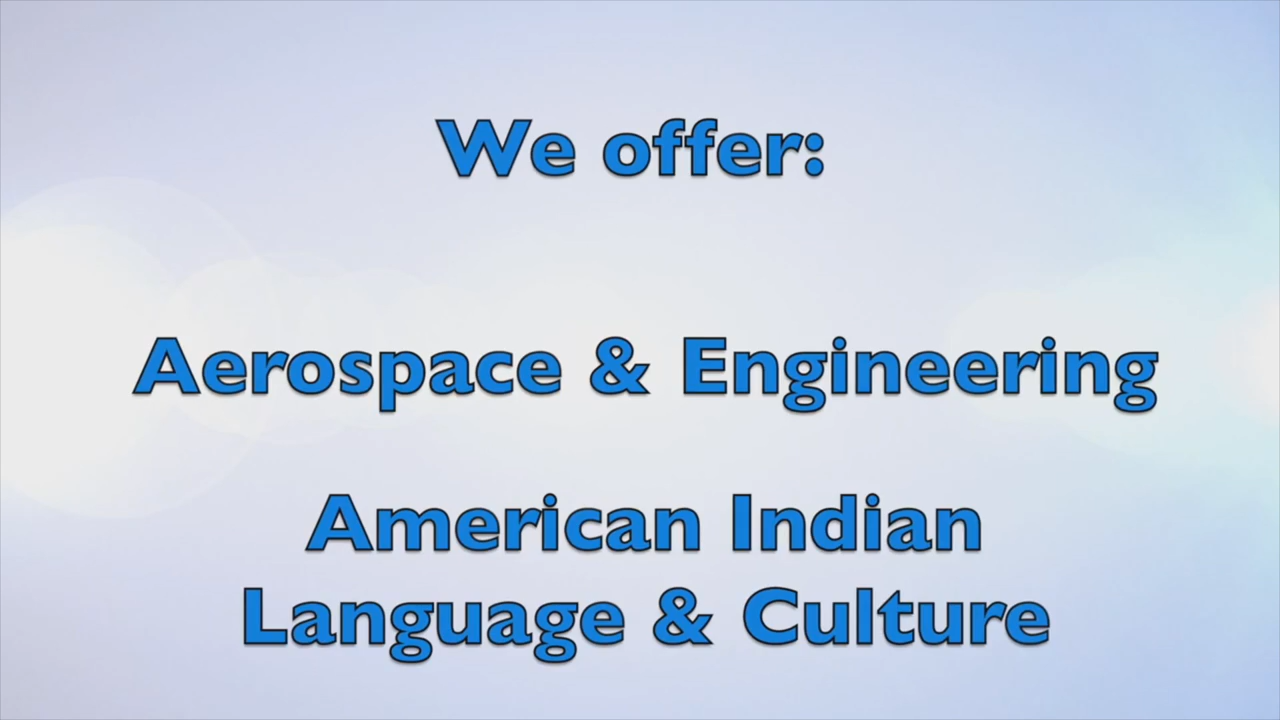 We offer:
Aerospace & Engineering
American Indian
Language & Culture